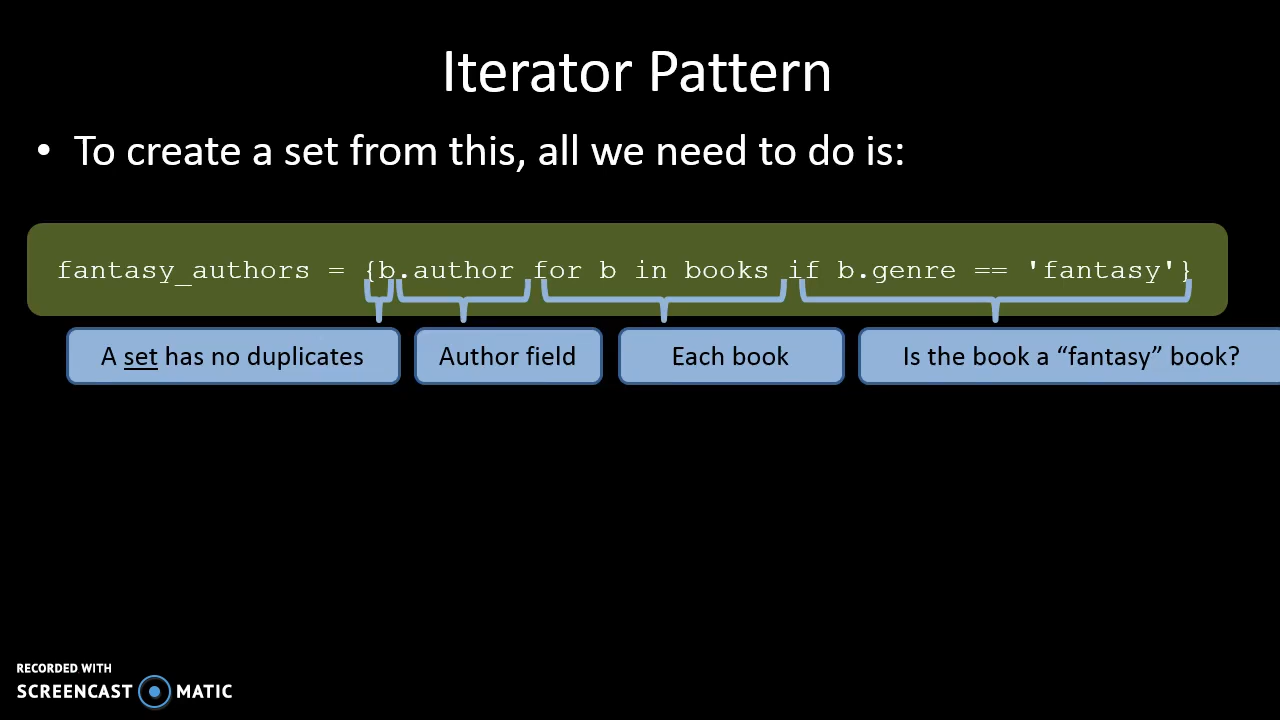 Iterator Pattern
• To create a set from this, all we need to do is:
fantasy_authors = {b.author for b in books if b.genre == 'fantasy'}
A set has no duplicates
Author field
Each book
Is the book a “fantasy” book?
RECORDED WITH
SCREENCAST MATIC